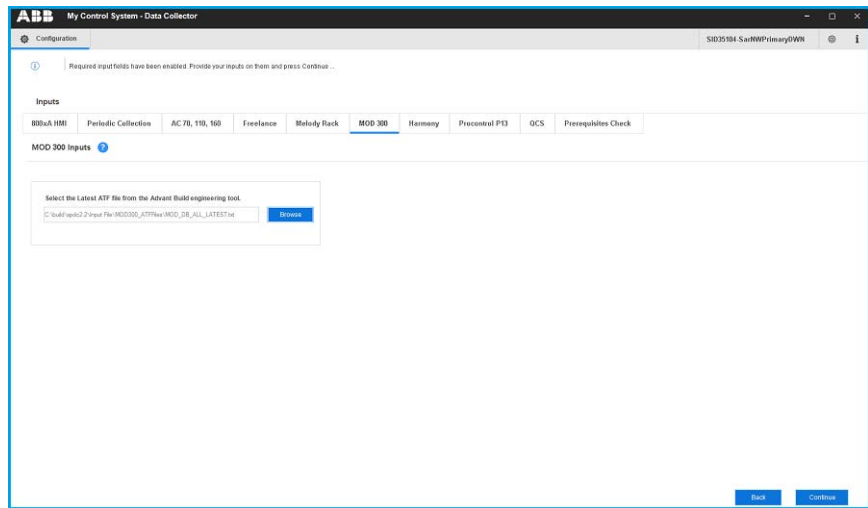 ABB My Control System - Data Collector
Configuration
SID35184-SarNWPrimaryDWN
i
Required input fields have been enabled. Provide your inputs on them and press Continue ..
Inputs
800xA HMI Periodic Collection AC 70, 110, 160 Freelance Melody Rack MOD 300 Harmony Procontrol P13 QCS Prerequisites Check
MOD 300 Inputs ?
Select the Latest ATF file from the Advant Build engineering tool.
Browse
Back Continue